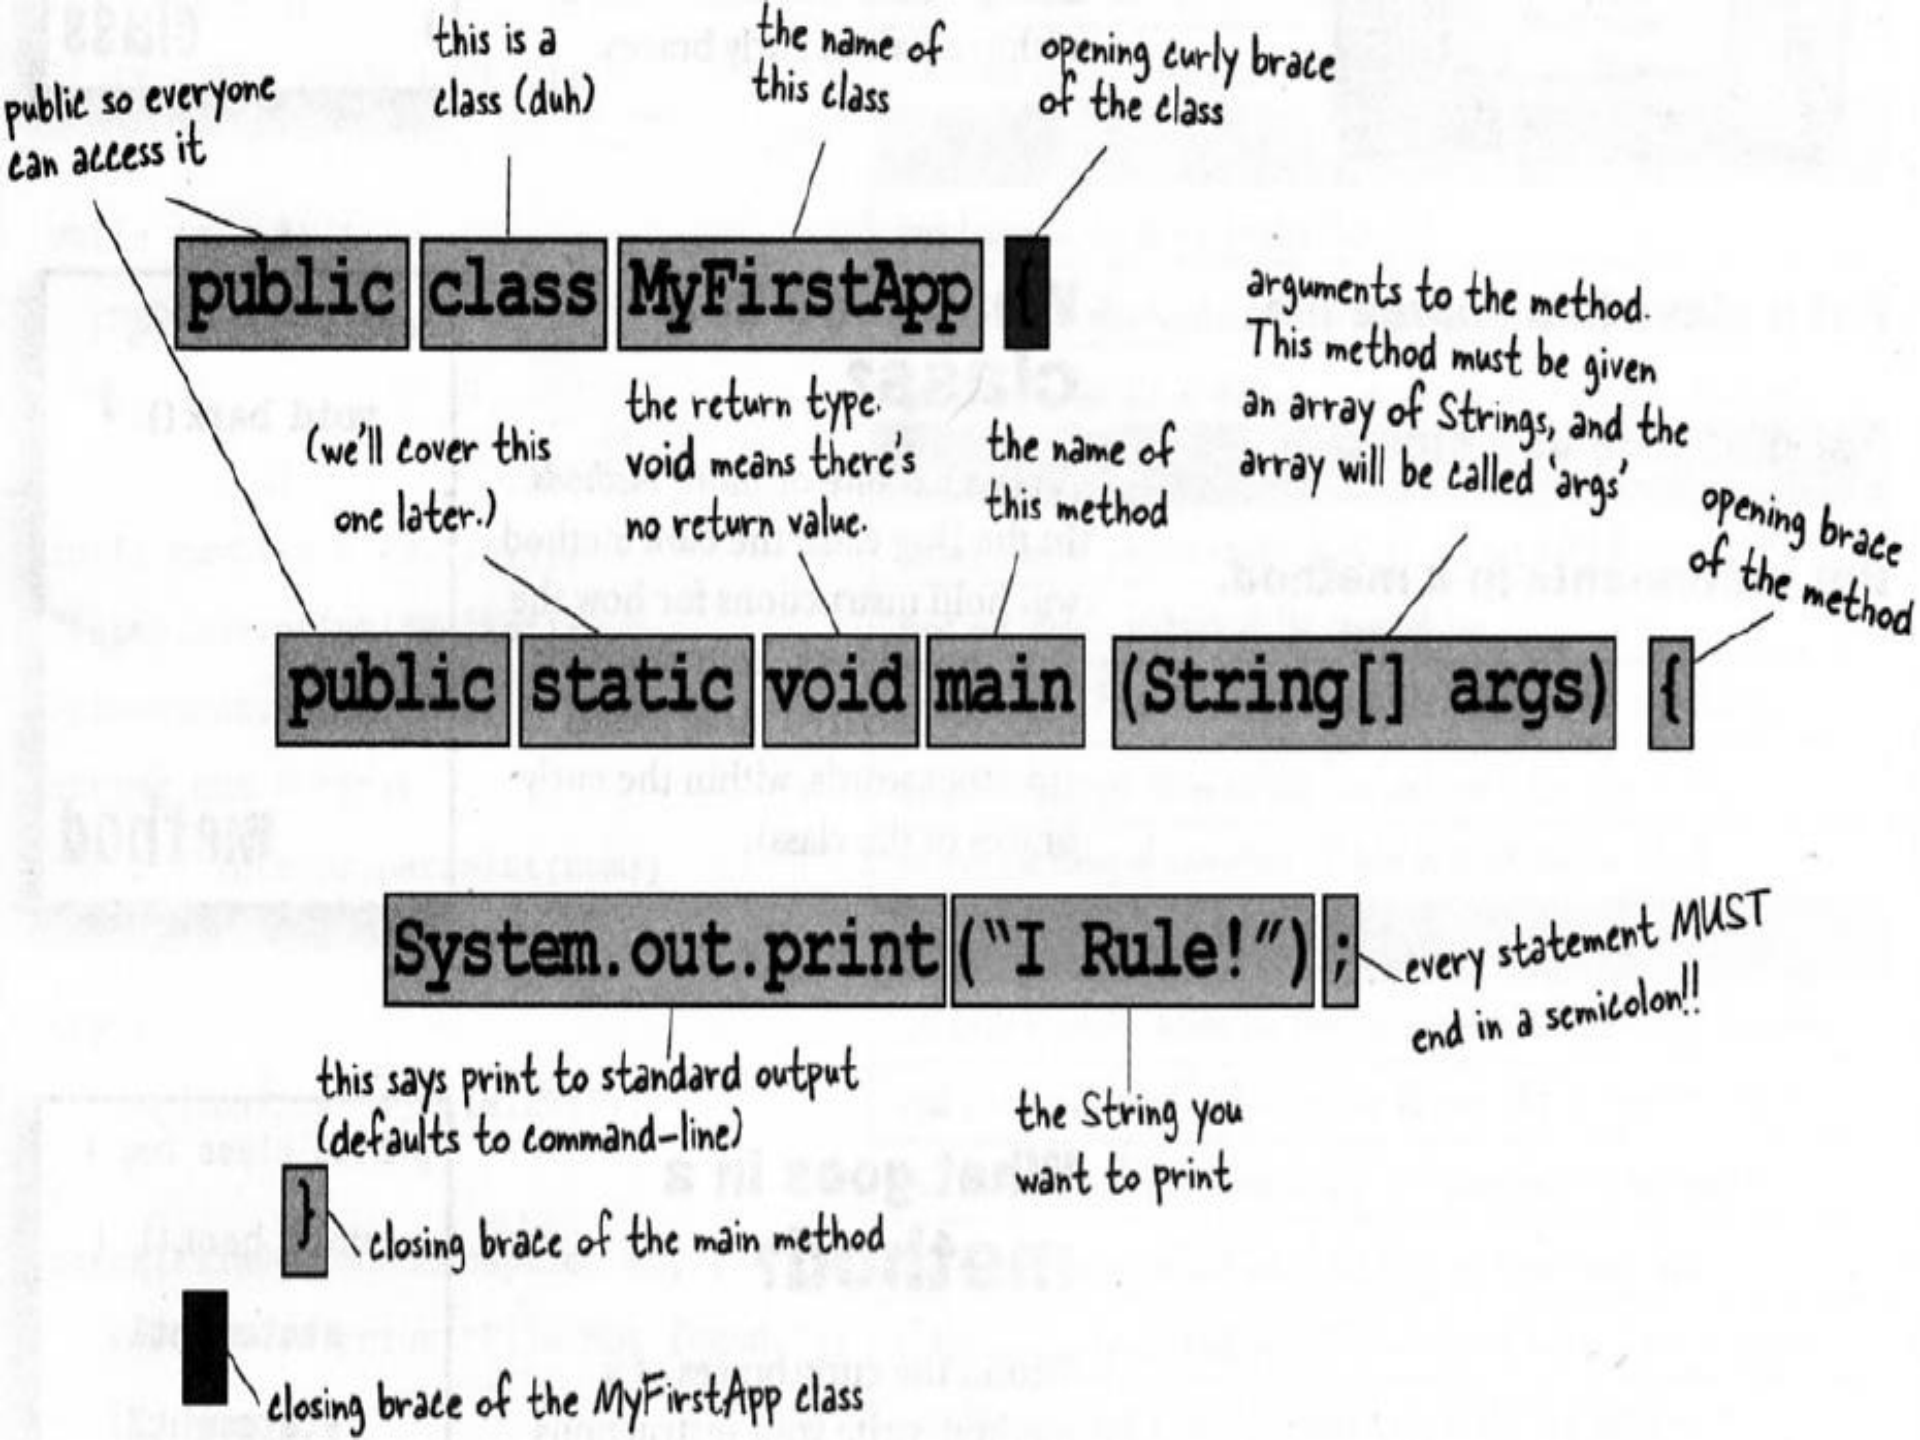 public so everyone
can access it
this is a
class (duh)
the name of
this class
opening curly brace
of the class
public class MyFirstApp {
(we'll cover this
one later.)
the return type.
void means there's
no return value.
the name of
this method
arguments to the method.
This method must be given
an array of Strings, and the
array will be called 'args'
opening brace
of the method
public static void main (String[] args) {
System.out.print("I Rule!");
every statement MUST
end in a semicolon!!
this says print to standard output
(defaults to command-line)
the String you
want to print
}
closing brace of the main method
closing brace of the MyFirstApp class